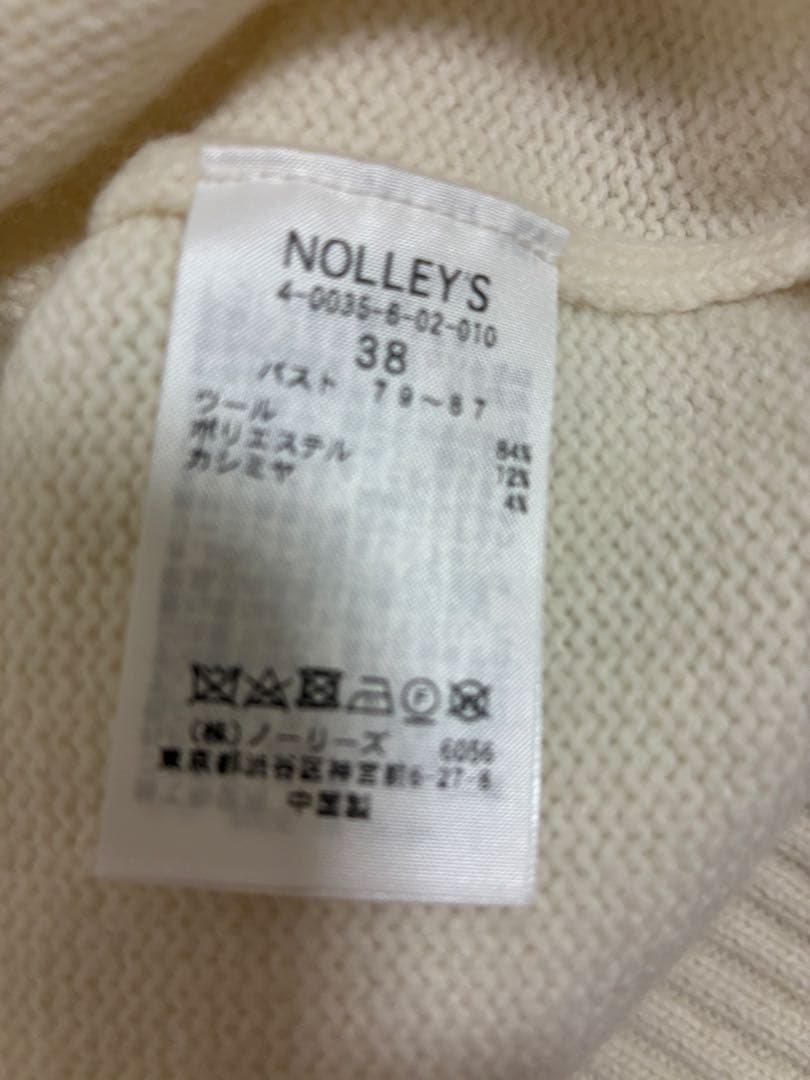 NOLLEY'S
4-0035-6-02-010
38
バスト 79~87
ウール 84%
ポリエステル 12%
カシミヤ 4%
(株)ノーリーズ 6056
東京都渋谷区神宮前6-27-8
中国製